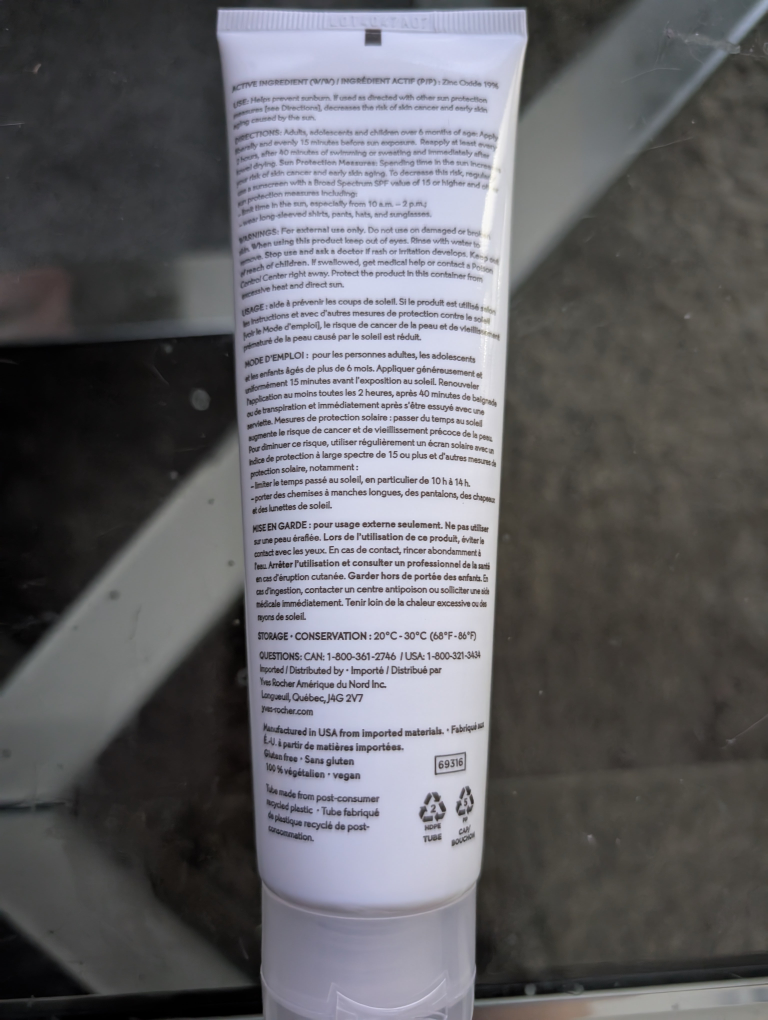 ACTIVE INGREDIENT (W/W) / INGRÉDIENT ACTIF (P/P) : Zinc Oxide 19%
USE: Helps prevent sunburn. If used as directed with other sun protection
measures [see Directions], decreases the risk of skin cancer and early skin
aging caused by the sun.
DIRECTIONS: Adults, adolescents and children over 6 months of age: Apply
liberally and evenly 15 minutes before sun exposure. Reapply at least every
2 hours, after 40 minutes of swimming or sweating and immediately after
towel drying. Sun Protection Measures: Spending time in the sun increases
your risk of skin cancer and early skin aging. To decrease this risk, regularly
use a sunscreen with a Broad Spectrum SPF value of 15 or higher and other
sun protection measures including:
- limit time in the sun, especially from 10 a.m. – 2 p.m.;
- wear long-sleeved shirts, pants, hats, and sunglasses.
WARNINGS: For external use only. Do not use on damaged or broken
skin. When using this product keep out of eyes. Rinse with water to
remove. Stop use and ask a doctor if rash or irritation develops. Keep out
of reach of children. If swallowed, get medical help or contact a Poison
Control Center right away. Protect the product in this container from
excessive heat and direct sun.
USAGE : aide à prévenir les coups de soleil. Si le produit est utilisé selon
les instructions et avec d'autres mesures de protection contre le soleil
[voir le Mode d'emploi], le risque de cancer de la peau et de vieillissement
prématuré de la peau causé par le soleil est réduit.
MODE D'EMPLOI : pour les personnes adultes, les adolescents
et les enfants âgés de plus de 6 mois. Appliquer généreusement et
uniformément 15 minutes avant l'exposition au soleil. Renouveler
l'application au moins toutes les 2 heures, après 40 minutes de baignade
ou de transpiration et immédiatement après s'être essuyé avec une
serviette. Mesures de protection solaire : passer du temps au soleil
augmente le risque de cancer et de vieillissement précoce de la peau.
Pour diminuer ce risque, utiliser régulièrement un écran solaire avec un
indice de protection à large spectre de 15 ou plus et d'autres mesures de
protection solaire, notamment :
- limiter le temps passé au soleil, en particulier de 10 h à 14 h.
- porter des chemises à manches longues, des pantalons, des chapeaux
et des lunettes de soleil.
MISE EN GARDE : pour usage externe seulement. Ne pas utiliser
sur une peau éraflée. Lors de l'utilisation de ce produit, éviter le
contact avec les yeux. En cas de contact, rincer abondamment à
l'eau. Arrêter l'utilisation et consulter un professionnel de la santé
en cas d'éruption cutanée. Garder hors de portée des enfants. En
cas d'ingestion, contacter un centre antipoison ou solliciter une aide
médicale immédiatement. Tenir loin de la chaleur excessive ou des
rayons de soleil.
STORAGE • CONSERVATION : 20°C - 30°C (68°F - 86°F)
QUESTIONS: CAN: 1-800-361-2746 / USA: 1-800-321-3434
Imported / Distributed by • Importé / Distribué par
Yves Rocher Amérique du Nord Inc.
Longueuil, Québec, J4G 2V7
yves-rocher.com
Manufactured in USA from imported materials. • Fabriqué aux
É.-U. à partir de matières importées.
Gluten free • Sans gluten
100 % végétalien • vegan
69316
Tube made from post-consumer
recycled plastic • Tube fabriqué
de plastique recyclé de post-
consommation.
2
HDPE
TUBE
5
PP
CAP/
BOUCHON